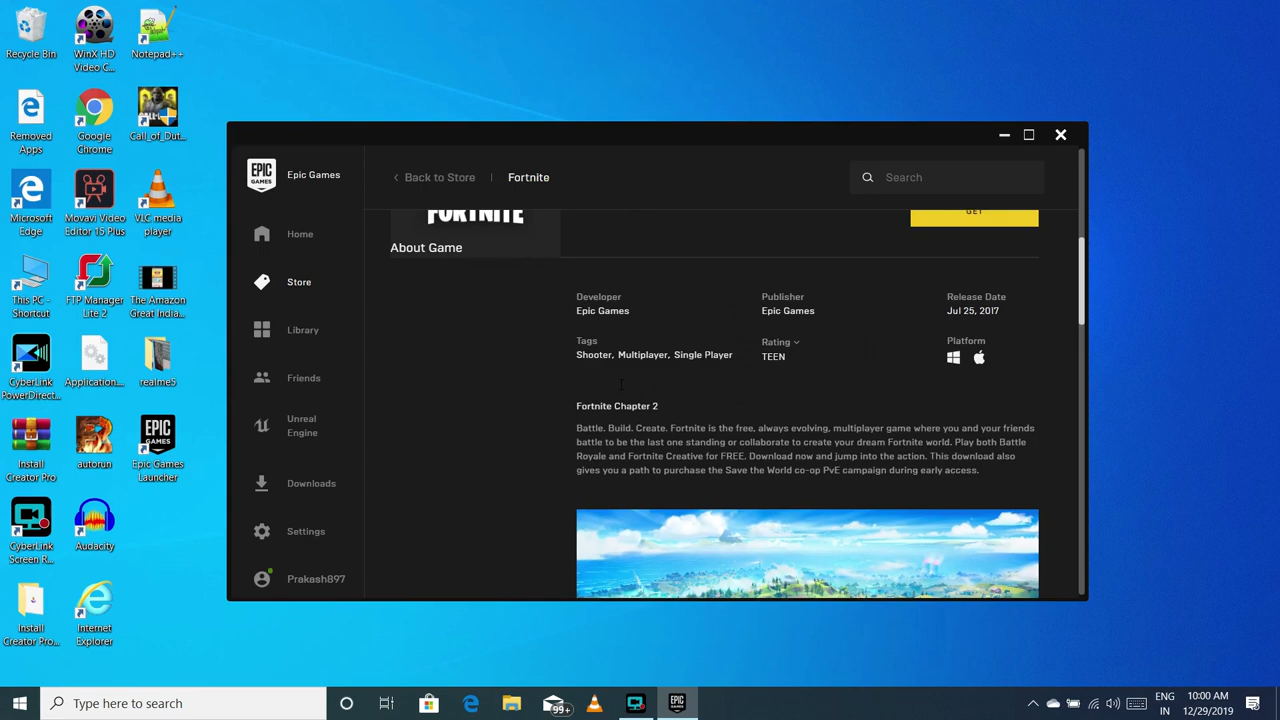 Recycle Bin
WinX HD
Video C...
Notepad++
Removed
Apps
Google
Chrome
Call_of_Dut...
Microsoft
Edge
Movavi Video
Editor 15 Plus
VLC media
player
This PC -
Shortcut
FTP Manager
Lite 2
The Amazon
Great India...
CyberLink
PowerDirect...
Application...
realme5
Install
Creator Pro
autorun
Epic Games
Launcher
CyberLink
Screen R...
Audacity
Install
Creator Pro...
Internet
Explorer
EPIC
GAMES
Epic Games
Home
Store
Library
Friends
Unreal
Engine
Downloads
Settings
Prakash897
Back to Store
Fortnite
Search
FORTNITE
GET
About Game
Developer
Epic Games
Publisher
Epic Games
Release Date
Jul 25, 2017
Tags
Shooter, Multiplayer, Single Player
Rating
TEEN
Platform
Fortnite Chapter 2
Battle. Build. Create. Fortnite is the free, always evolving, multiplayer game where you and your friends
battle to be the last one standing or collaborate to create your dream Fortnite world. Play both Battle
Royale and Fortnite Creative for FREE. Download now and jump into the action. This download also
gives you a path to purchase the Save the World co-op PvE campaign during early access.
Type here to search
99+
ENG
IN
10:00 AM
12/29/2019